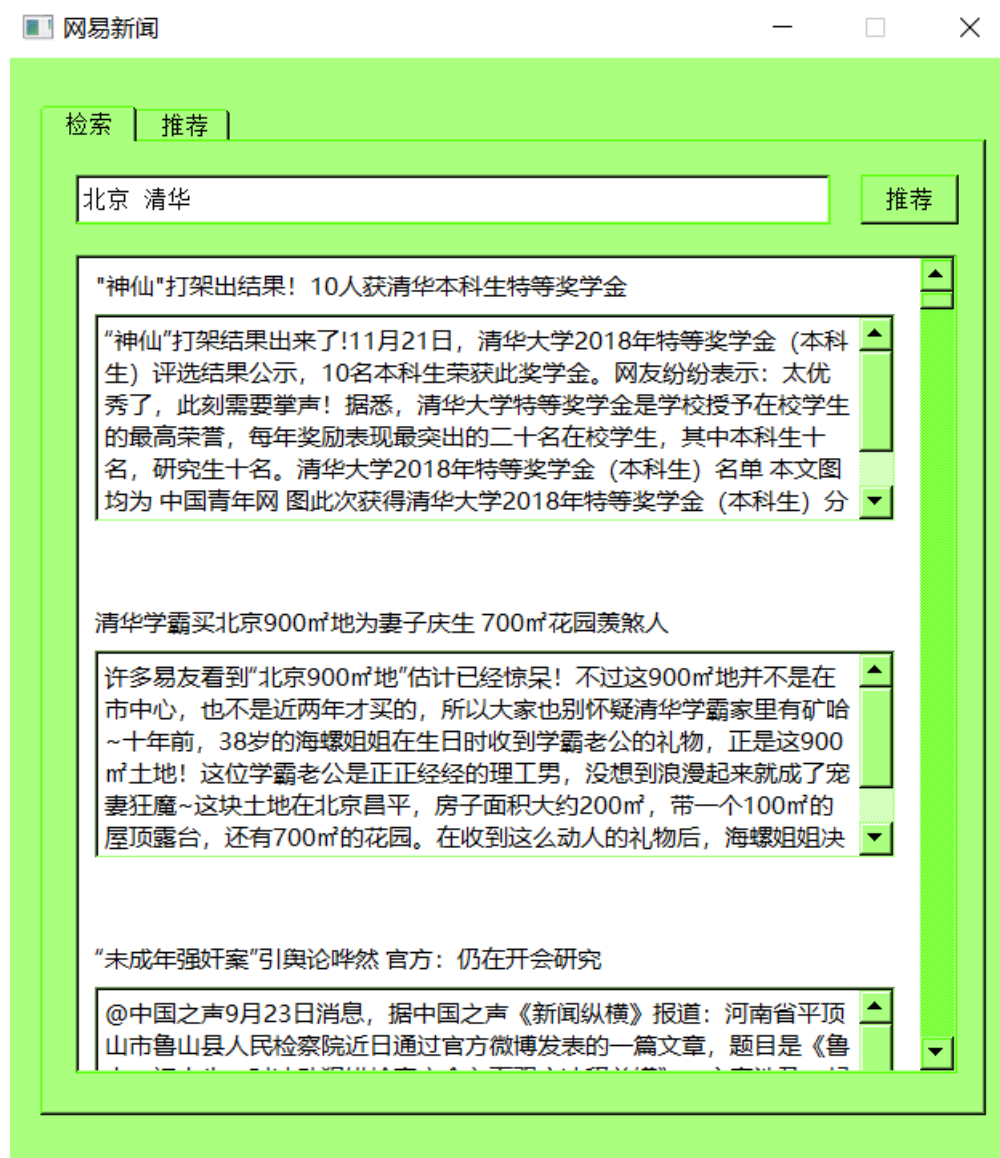 网易新闻
检索 推荐
北京 清华 推荐
"神仙"打架出结果！10人获清华本科生特等奖学金
“神仙”打架结果出来了!11月21日，清华大学2018年特等奖学金（本科
生）评选结果公示，10名本科生荣获此奖学金。网友纷纷表示：太优
秀了，此刻需要掌声！据悉，清华大学特等奖学金是学校授予在校学生
的最高荣誉，每年奖励表现最突出的二十名在校学生，其中本科生十
名，研究生十名。清华大学2018年特等奖学金（本科生）名单 本文图
均为 中国青年网 图此次获得清华大学2018年特等奖学金（本科生）分
清华学霸买北京900㎡地为妻子庆生 700㎡花园羡煞人
许多易友看到“北京900㎡地”估计已经惊呆！不过这900㎡地并不是在
市中心，也不是近两年才买的，所以大家也别怀疑清华学霸家里有矿哈
~十年前，38岁的海螺姐姐在生日时收到学霸老公的礼物，正是这900
㎡土地！这位学霸老公是正正经经的理工男，没想到浪漫起来就成了宠
妻狂魔~这块土地在北京昌平，房子面积大约200㎡，带一个100㎡的
屋顶露台，还有700㎡的花园。在收到这么动人的礼物后，海螺姐姐决
“未成年强奸案”引舆论哗然 官方：仍在开会研究
@中国之声9月23日消息，据中国之声《新闻纵横》报道：河南省平顶
山市鲁山县人民检察院近日通过官方微博发表的一篇文章，题目是《鲁